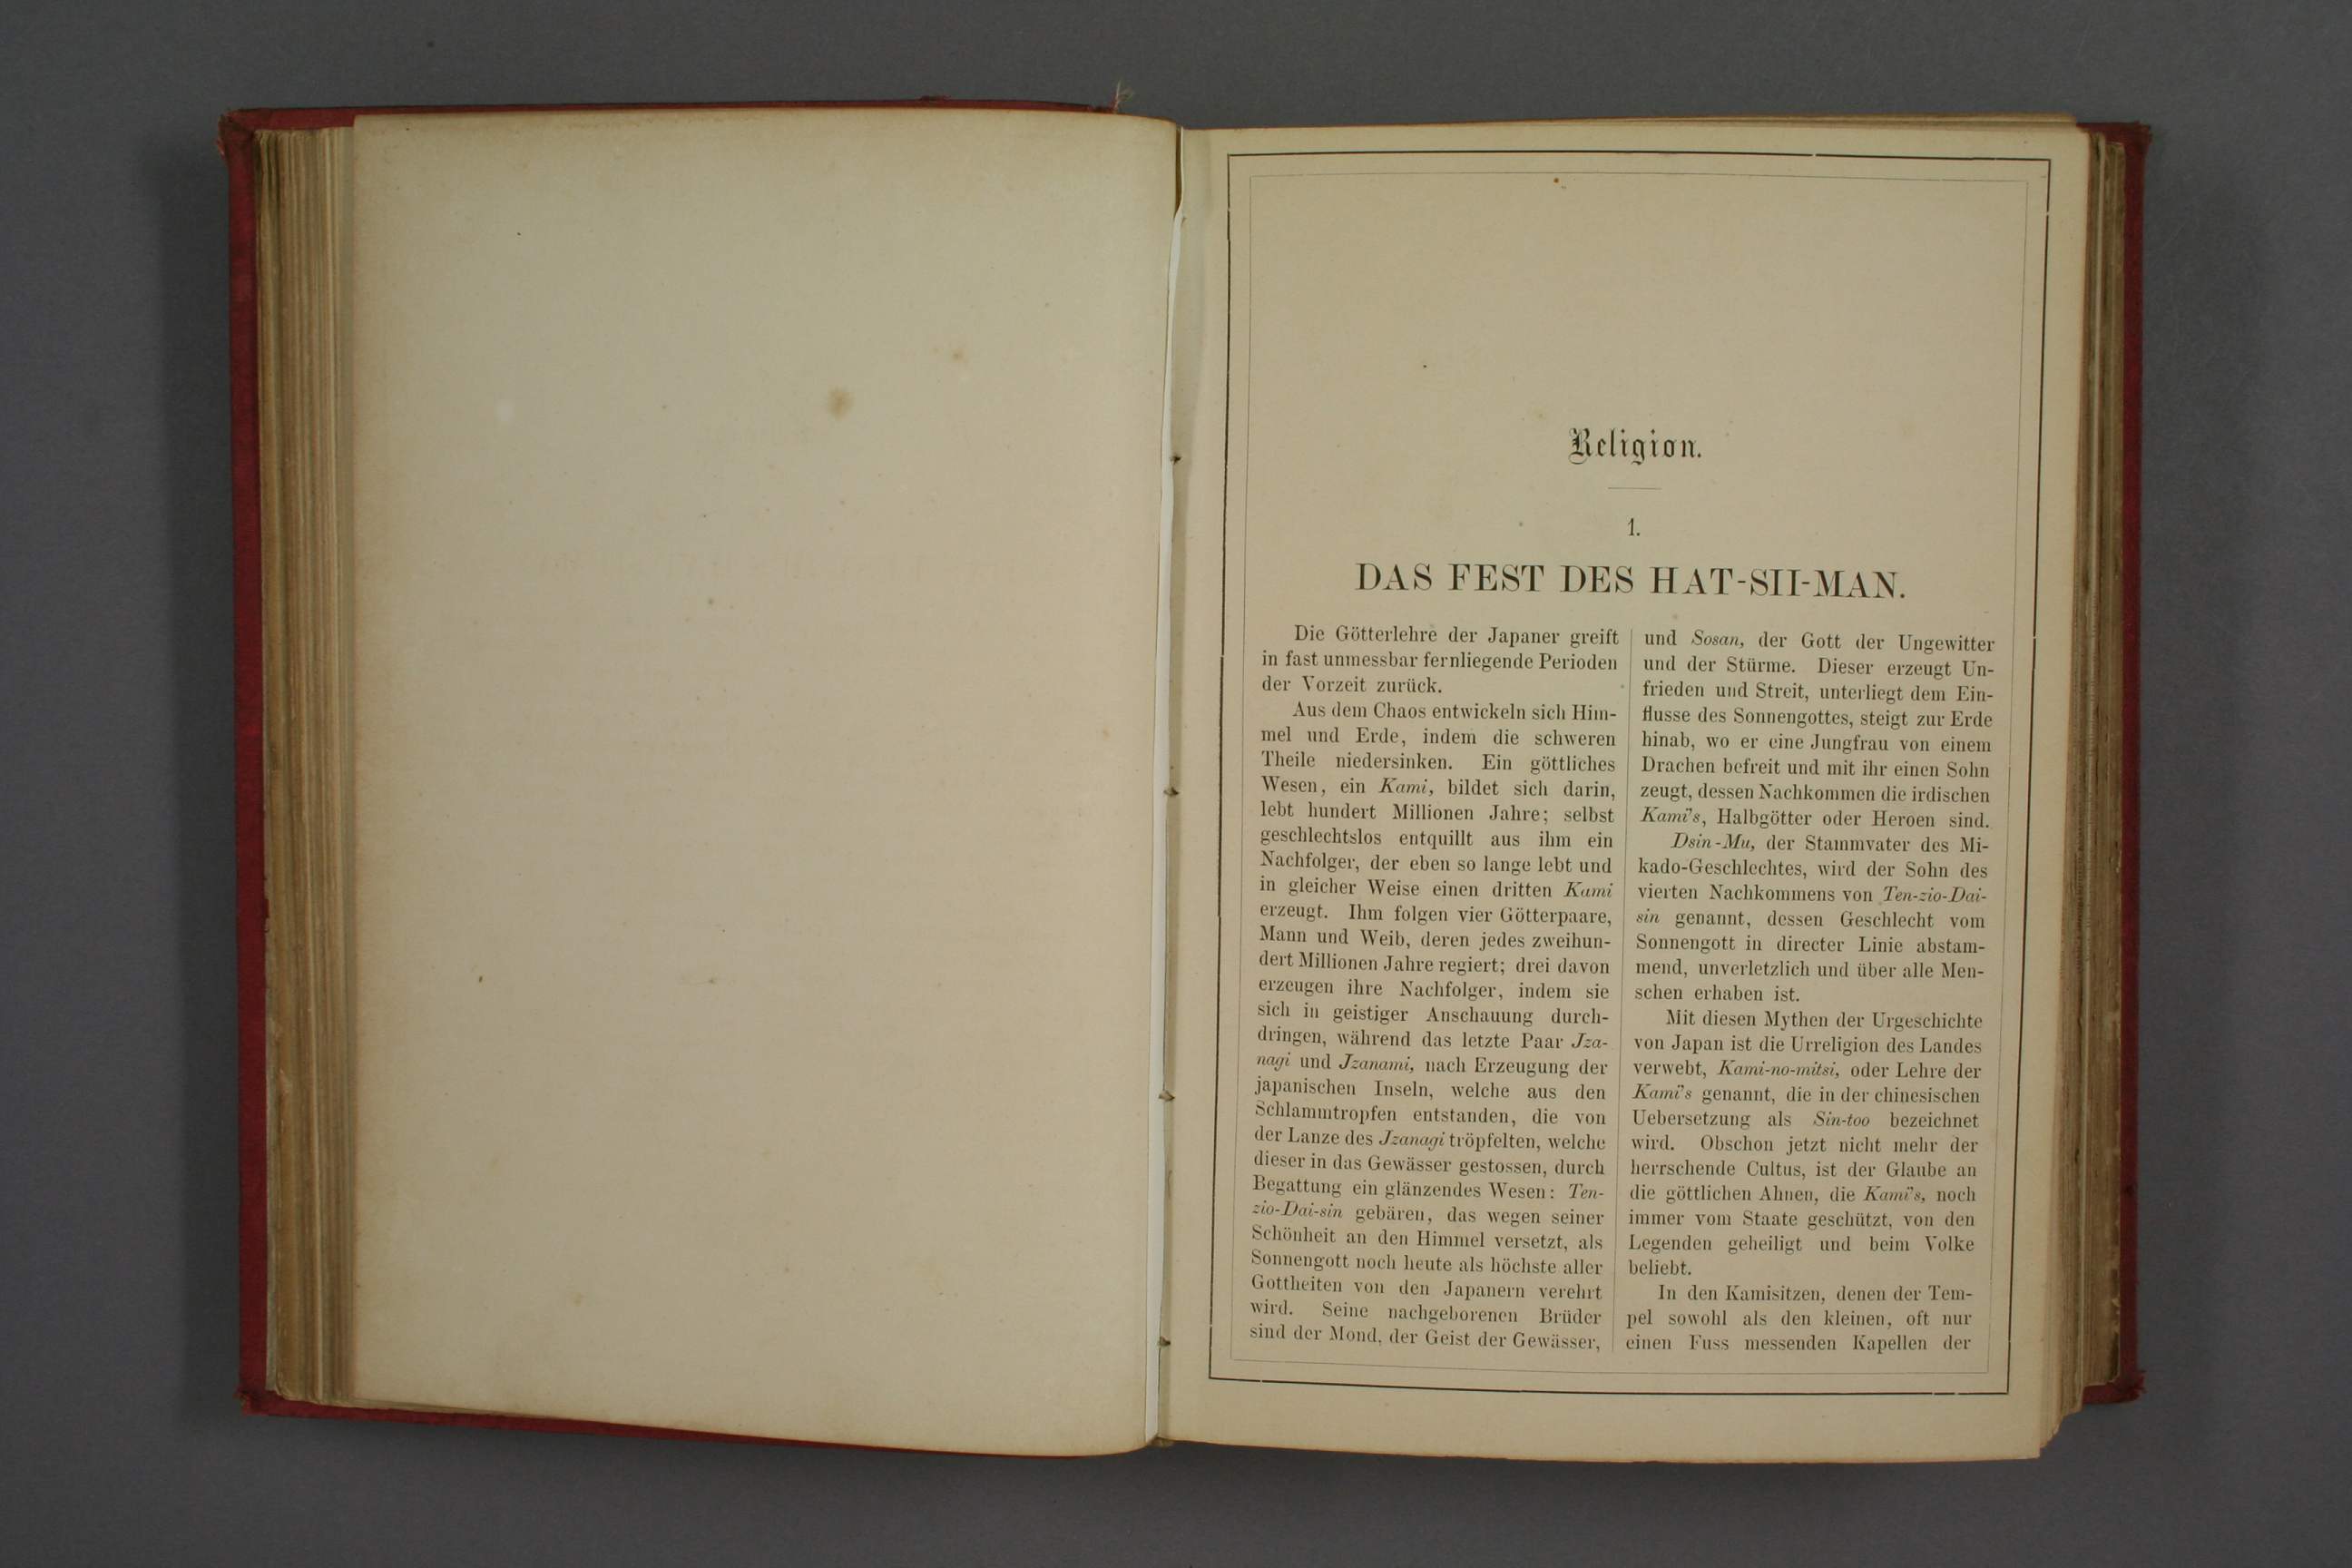 Religion.
1.
DAS FEST DES HAT-SII-MAN.
Die Götterlehre der Japaner greift
in fast unmessbar fernliegende Perioden
der Vorzeit zurück.
Aus dem Chaos entwickeln sich Him-
mel und Erde, indem die schweren
Theile niedersinken. Ein göttliches
Wesen, ein Kami, bildet sich darin,
lebt hundert Millionen Jahre; selbst
geschlechtslos entquillt aus ihm ein
Nachfolger, der eben so lange lebt und
in gleicher Weise einen dritten Kami
erzeugt. Ihm folgen vier Götterpaare,
Mann und Weib, deren jedes zweihun-
dert Millionen Jahre regiert; drei davon
erzeugen ihre Nachfolger, indem sie
sich in geistiger Anschauung durch-
dringen, während das letzte Paar Jza-
nagi und Jzanami, nach Erzeugung der
japanischen Inseln, welche aus den
Schlammtropfen entstanden, die von
der Lanze des Jzanagi tröpfelten, welche
dieser in das Gewässer gestossen, durch
Begattung ein glänzendes Wesen: Ten-
zio-Dai-sin gebären, das wegen seiner
Schönheit an den Himmel versetzt, als
Sonnengott noch heute als höchste aller
Gottheiten von den Japanern verehrt
wird. Seine nachgeborenen Brüder
sind der Mond, der Geist der Gewässer,
und Sosan, der Gott der Ungewitter
und der Stürme. Dieser erzeugt Un-
frieden und Streit, unterliegt dem Ein-
flusse des Sonnengottes, steigt zur Erde
hinab, wo er eine Jungfrau von einem
Drachen befreit und mit ihr einen Sohn
zeugt, dessen Nachkommen die irdischen
Kami's, Halbgötter oder Heroen sind.
Dsin-Mu, der Stammvater des Mi-
kado-Geschlechtes, wird der Sohn des
vierten Nachkommens von Ten-zio-Dai-
sin genannt, dessen Geschlecht vom
Sonnengott in directer Linie abstam-
mend, unverletzlich und über alle Men-
schen erhaben ist.
Mit diesen Mythen der Urgeschichte
von Japan ist die Urreligion des Landes
verwebt, Kami-no-mitsi, oder Lehre der
Kami's genannt, die in der chinesischen
Uebersetzung als Sin-too bezeichnet
wird. Obschon jetzt nicht mehr der
herrschende Cultus, ist der Glaube an
die göttlichen Ahnen, die Kami's, noch
immer vom Staate geschützt, von den
Legenden geheiligt und beim Volke
beliebt.
In den Kamisitzen, denen der Tem-
pel sowohl als den kleinen, oft nur
einen Fuss messenden Kapellen der